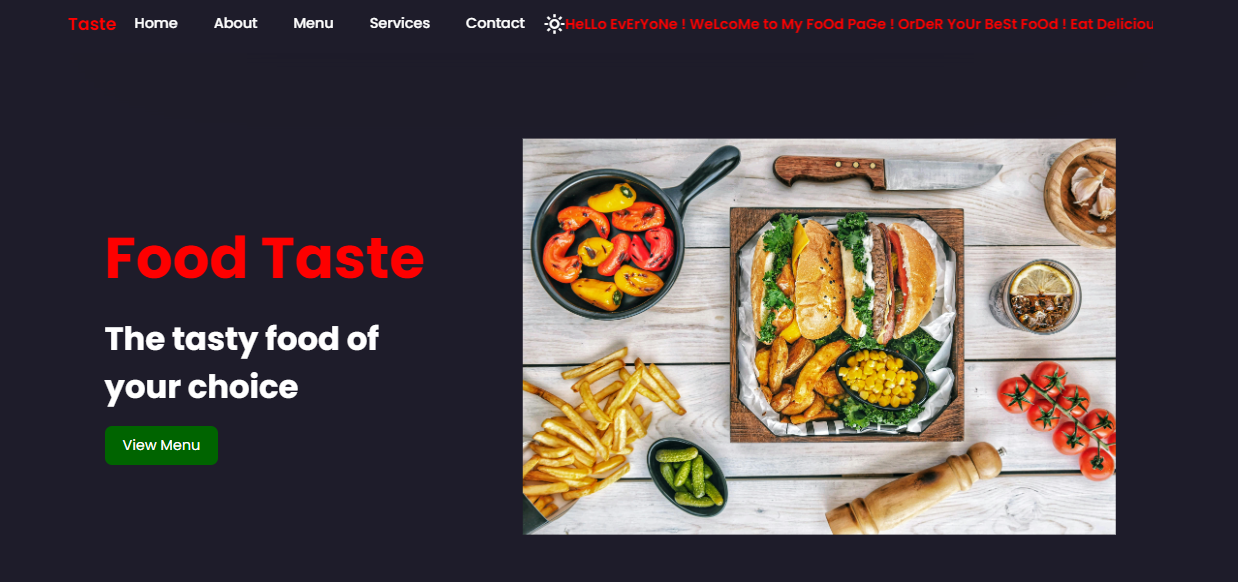 Taste Home About Menu Services Contact HeLLo EvErYoNe ! WeLcoMe to My FoOd PaGe ! OrDeR YoUr BeSt FoOd ! Eat Deliciou
Food Taste
The tasty food of
your choice
View Menu